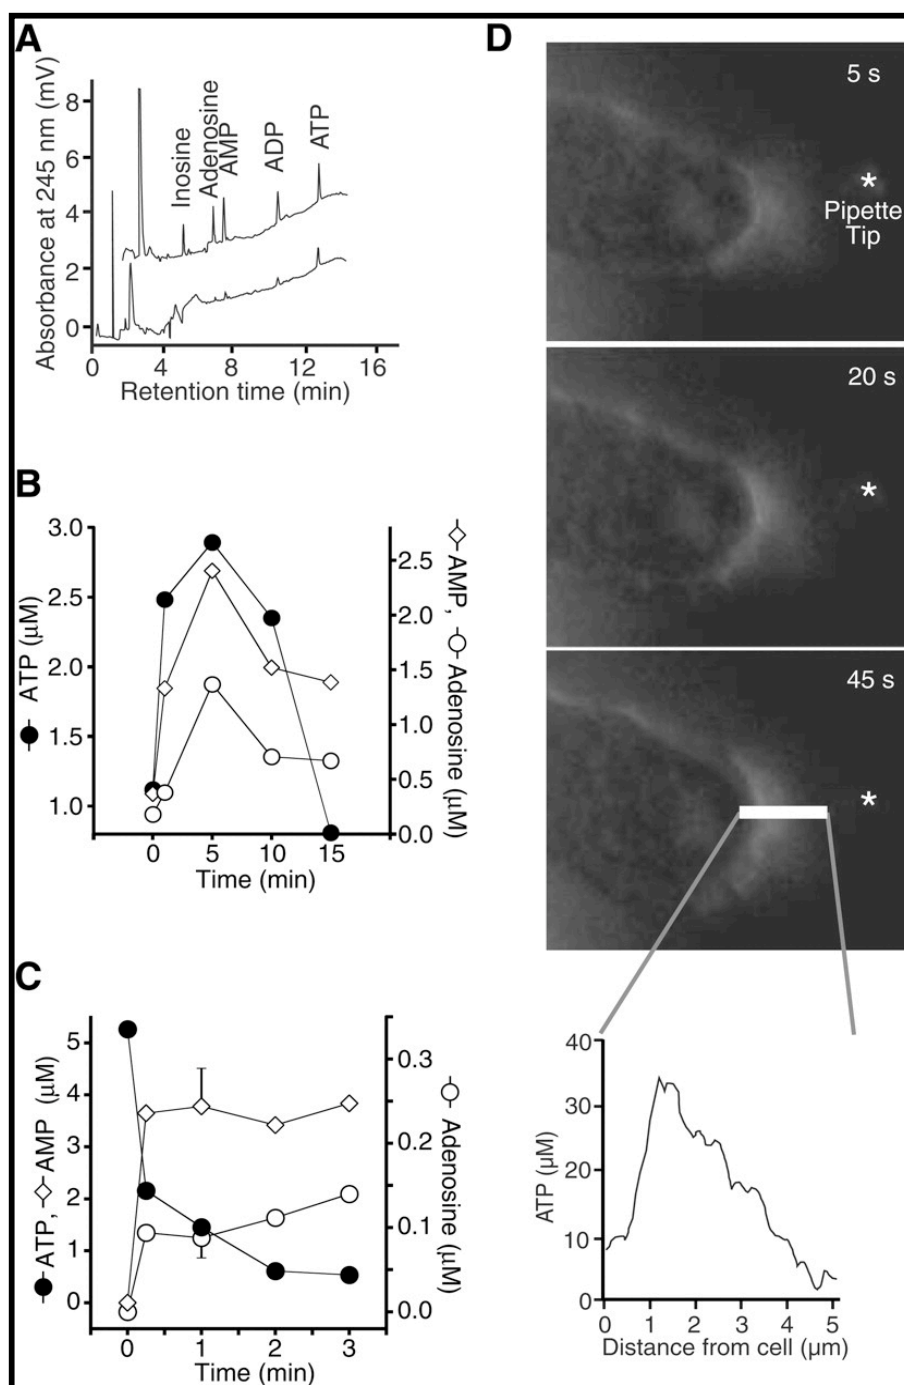 A
Absorbance at 245 nm (mV)
8
6
4
2
0
Inosine
Adenosine
AMP
ADP
ATP
0 4 8 12 16
Retention time (min)
B
ATP (µM)
3.0
2.5
2.0
1.5
1.0
2.5
2.0
1.5
1.0
0.5
0.0
AMP,
Adenosine (µM)
0 5 10 15
Time (min)
C
ATP, AMP (µM)
5
4
3
2
1
0
0.3
0.2
0.1
0.0
Adenosine (µM)
0 1 2 3
Time (min)
D
5 s
*
Pipette
Tip
20 s
*
45 s
*
ATP (µM)
40
30
20
10
0
0 1 2 3 4 5
Distance from cell (µm)